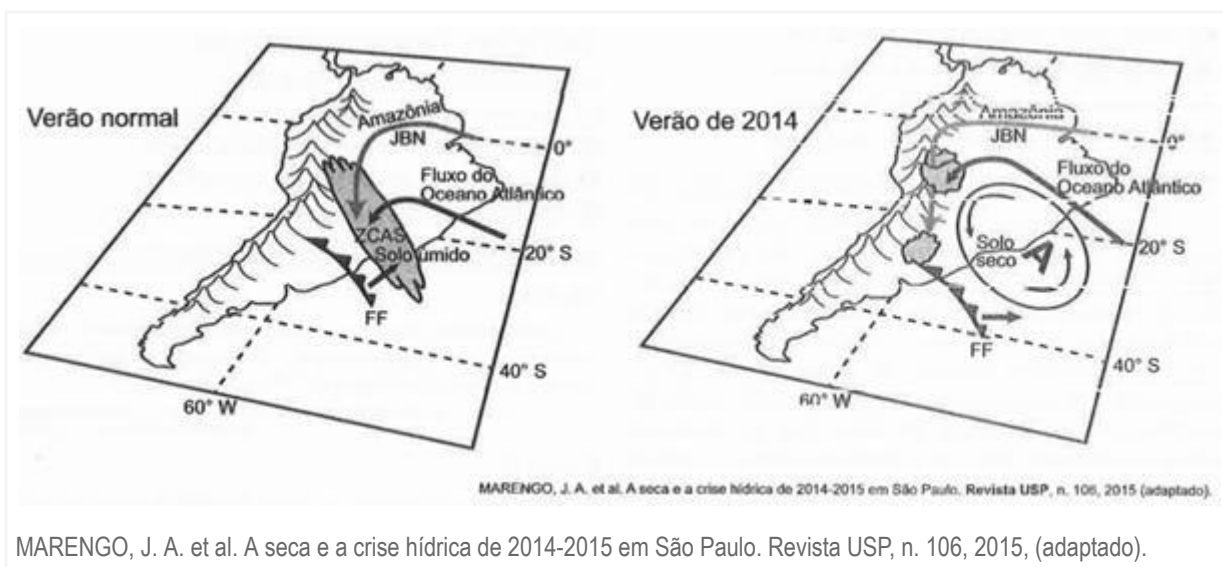 Verão normal
Amazônia
JBN
0°
Fluxo do
Oceano Atlântico
ZCAS
Solo úmido
20° S
FF
40° S
60° W
Verão de 2014
Amazônia
JBN
0°
Fluxo do
Oceano Atlântico
20° S
Solo
seco
A
FF
40° S
60° W
MARENGO, J. A. et al. A seca e a crise hídrica de 2014-2015 em São Paulo. Revista USP, n. 106, 2015 (adaptado).
MARENGO, J. A. et al. A seca e a crise hídrica de 2014-2015 em São Paulo. Revista USP, n. 106, 2015, (adaptado).